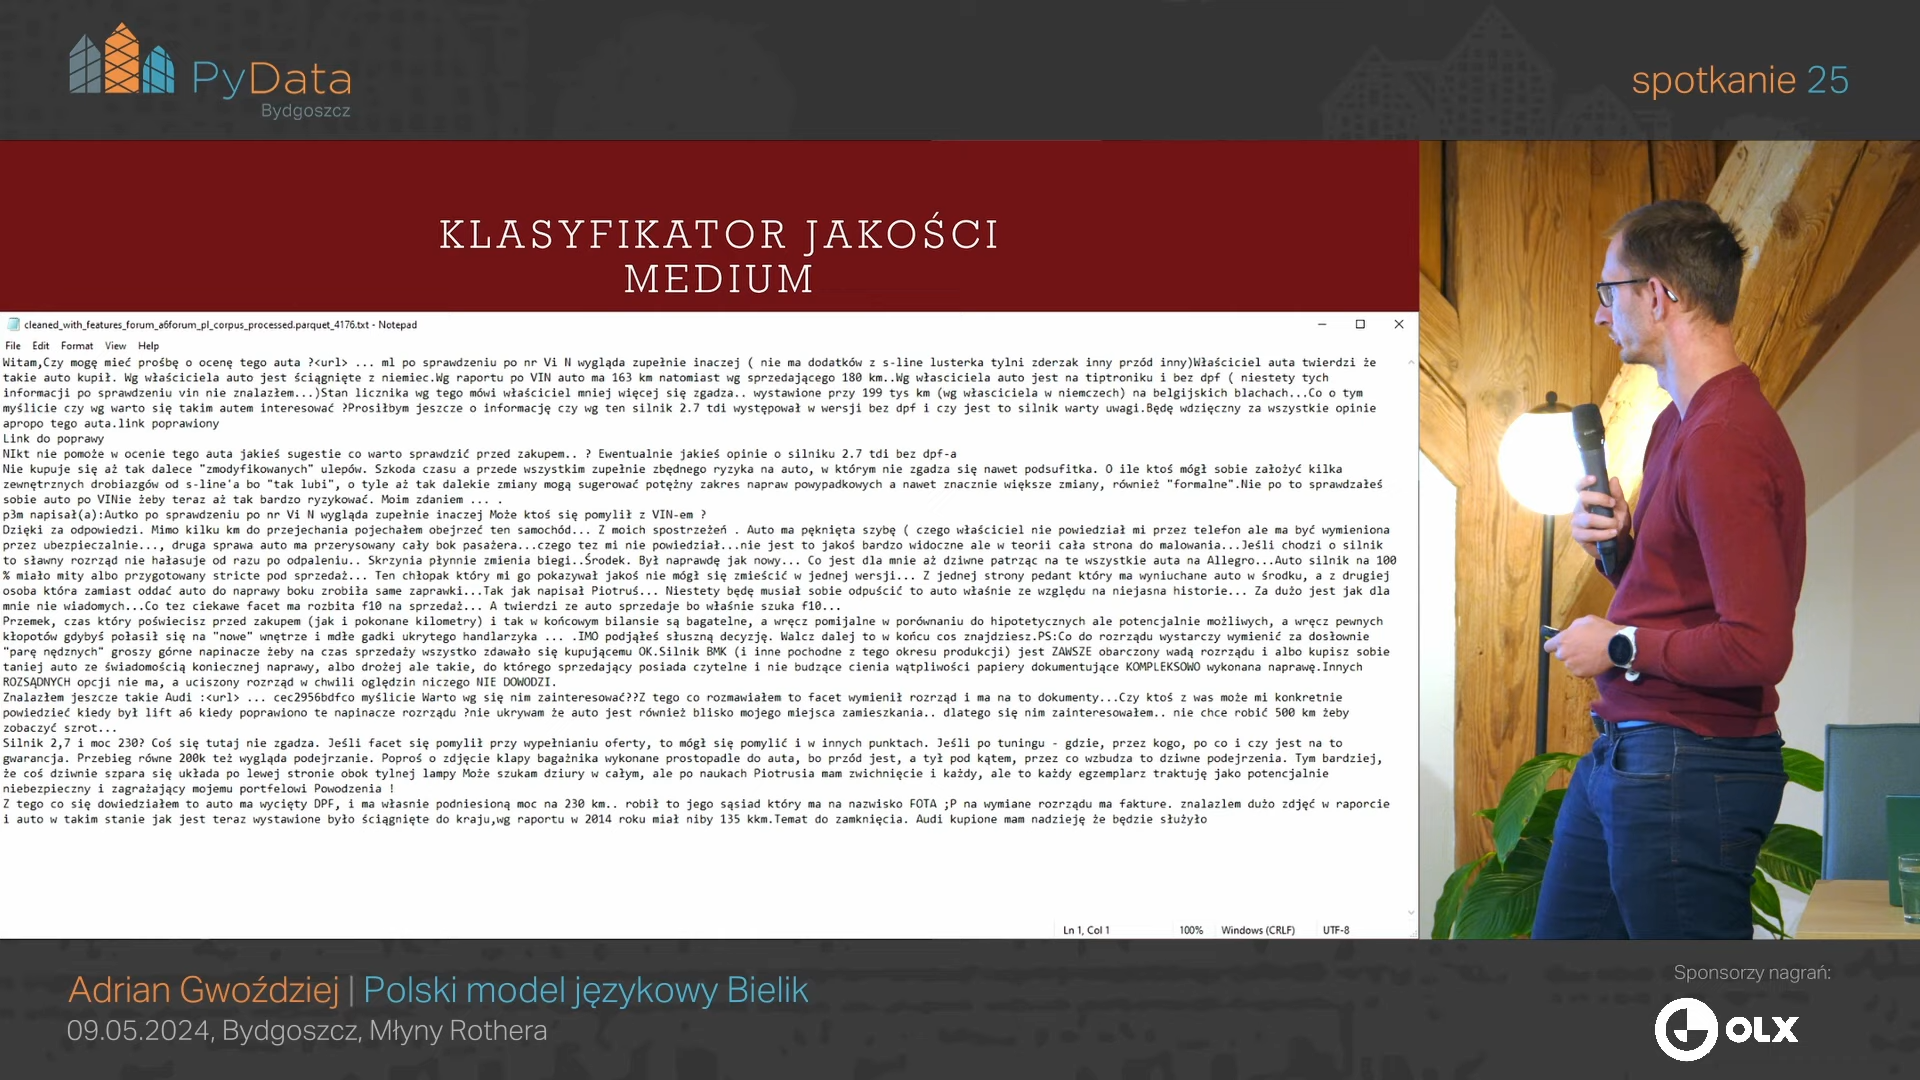 PyData
Bydgoszcz
spotkanie 25
KLASYFIKATOR JAKOŚCI
MEDIUM
cleaned_with_features_forum_a6forum_pl_corpus_processed.parquet_4176.txt - Notepad
File Edit Format View Help
Witam,Czy mogę mieć prośbę o ocenę tego auta ?<url> ... ml po sprawdzeniu po nr Vi N wygląda zupełnie inaczej ( nie ma dodatków z s-line lusterka tylni zderzak inny przód inny)Właściciel auta twierdzi że
takie auto kupił. Wg właściciela auto jest ściągnięte z niemiec.Wg raportu po VIN auto ma 163 km natomiast wg sprzedającego 180 km..Wg własciciela auto jest na tiptroniku i bez dpf ( niestety tych
informacji po sprawdzeniu vin nie znalazłem...)Stan licznika wg tego mówi właściciel mniej więcej się zgadza.. wystawione przy 199 tys km (wg własciciela w niemczech) na belgijskich blachach...Co o tym
myślicie czy wg warto się takim autem interesować ?Prosiłbym jeszcze o informację czy wg ten silnik 2.7 tdi występował w wersji bez dpf i czy jest to silnik warty uwagi.Będę wdzięczny za wszystkie opinie
apropo tego auta.link poprawiony
Link do poprawy
NIkt nie pomoże w ocenie tego auta jakieś sugestie co warto sprawdzić przed zakupem.. ? Ewentualnie jakieś opinie o silniku 2.7 tdi bez dpf-a
Nie kupuje się aż tak dalece "zmodyfikowanych" ulepów. Szkoda czasu a przede wszystkim zupełnie zbędnego ryzyka na auto, w którym nie zgadza się nawet podsufitka. O ile ktoś mógł sobie założyć kilka
zewnętrznych drobiazgów od s-line'a bo "tak lubi", o tyle aż tak dalekie zmiany mogą sugerować potężny zakres napraw powypadkowych a nawet znacznie większe zmiany, również "formalne".Nie po to sprawdzałeś
sobie auto po VINie żeby teraz aż tak bardzo ryzykować. Moim zdaniem ... .
p3m napisał(a):Autko po sprawdzeniu po nr Vi N wygląda zupełnie inaczej Może ktoś się pomylił z VIN-em ?
Dzięki za odpowiedzi. Mimo kilku km do przejechania pojechałem obejrzeć ten samochód... Z moich spostrzeżeń . Auto ma pęknięta szybę ( czego właściciel nie powiedział mi przez telefon ale ma być wymieniona
przez ubezpieczalnie..., druga sprawa auto ma przerysowany cały bok pasażera...czego tez mi nie powiedział...nie jest to jakoś bardzo widoczne ale w teorii cała strona do malowania...Jeśli chodzi o silnik
to sławny rozrząd nie hałasuje od razu po odpaleniu.. Skrzynia płynnie zmienia biegi..Środek. Był naprawdę jak nowy... Co jest dla mnie aż dziwne patrząc na te wszystkie auta na Allegro...Auto silnik na 100
% miało mity albo przygotowany stricte pod sprzedaż... Ten chłopak który mi go pokazywał jakoś nie mógł się zmieścić w jednej wersji... Z jednej strony pedant który ma wyniuchane auto w środku, a z drugiej
osoba która zamiast oddać auto do naprawy boku zrobiła same zaprawki...Tak jak napisał Piotruś... Niestety będę musiał sobie odpuścić to auto właśnie ze względu na niejasna historie... Za dużo jest jak dla
mnie nie wiadomych...Co tez ciekawe facet ma rozbita f10 na sprzedaż... A twierdzi ze auto sprzedaje bo właśnie szuka f10...
Przemek, czas który poświecisz przed zakupem (jak i pokonane kilometry) i tak w końcowym bilansie są bagatelne, a wręcz pomijalne w porównaniu do hipotetycznych ale potencjalnie możliwych, a wręcz pewnych
kłopotów gdybyś połasił się na "nowe" wnętrze i mdłe gadki ukrytego handlarzyka ... .IMO podjąłeś słuszną decyzję. Walcz dalej to w końcu cos znajdziesz.PS:Co do rozrządu wystarczy wymienić za dosłownie
"parę nędznych" groszy górne napinacze żeby na czas sprzedaży wszystko zdawało się kupującemu OK.Silnik BMK (i inne pochodne z tego okresu produkcji) jest ZAWSZE obarczony wadą rozrządu i albo kupisz sobie
taniej auto ze świadomością koniecznej naprawy, albo drożej ale takie, do którego sprzedający posiada czytelne i nie budzące cienia wątpliwości papiery dokumentujące KOMPLEKSOWO wykonana naprawę.Innych
ROZSĄDNYCH opcji nie ma, a uciszony rozrząd w chwili oględzin niczego NIE DOWODZI.
Znalazłem jeszcze takie Audi :<url> ... cec2956bdfco myślicie Warto wg się nim zainteresować??Z tego co rozmawiałem to facet wymienił rozrząd i ma na to dokumenty...Czy ktoś z was może mi konkretnie
powiedzieć kiedy był lift a6 kiedy poprawiono te napinacze rozrządu ?nie ukrywam że auto jest również blisko mojego miejsca zamieszkania.. dlatego się nim zainteresowałem.. nie chce robić 500 km żeby
zobaczyć szrot...
Silnik 2,7 i moc 230? Coś się tutaj nie zgadza. Jeśli facet się pomylił przy wypełnianiu oferty, to mógł się pomylić i w innych punktach. Jeśli po tuningu - gdzie, przez kogo, po co i czy jest na to
gwarancja. Przebieg równe 200k też wygląda podejrzanie. Poproś o zdjęcie klapy bagażnika wykonane prostopadle do auta, bo przód jest, a tył pod kątem, przez co wzbudza to dziwne podejrzenia. Tym bardziej,
że coś dziwnie szpara się układa po lewej stronie obok tylnej lampy Może szukam dziury w całym, ale po naukach Piotrusia mam zwichnięcie i każdy, ale to każdy egzemplarz traktuję jako potencjalnie
niebezpieczny i zagrażający mojemu portfelowi Powodzenia !
Z tego co się dowiedziałem to auto ma wycięty DPF, i ma własnie podniesioną moc na 230 km.. robił to jego sąsiad który ma na nazwisko FOTA ;P na wymiane rozrządu ma fakture. znalazlem dużo zdjęć w raporcie
i auto w takim stanie jak jest teraz wystawione było ściągnięte do kraju,wg raportu w 2014 roku miał niby 135 kkm.Temat do zamknięcia. Audi kupione mam nadzieję że będzie służyło
Ln 1, Col 1 100% Windows (CRLF) UTF-8
Adrian Gwoździej | Polski model językowy Bielik
09.05.2024, Bydgoszcz, Młyny Rothera
Sponsorzy nagrań:
OLX